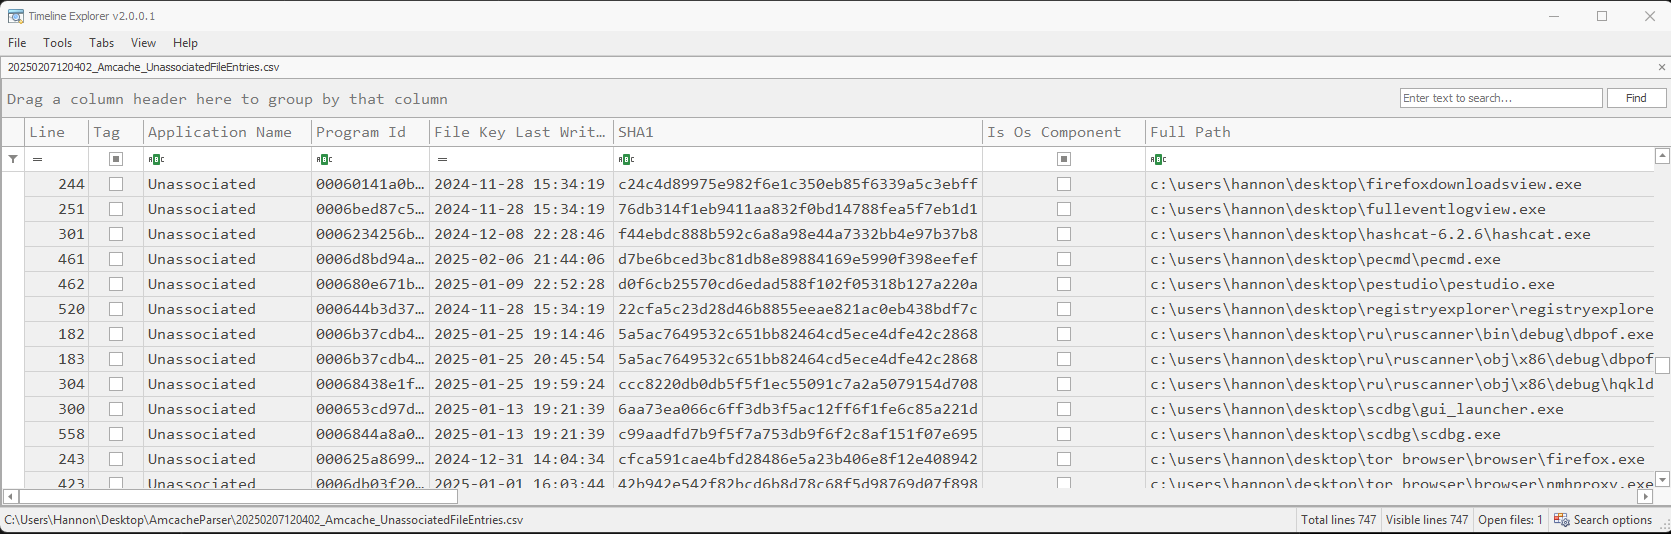 Timeline Explorer v2.0.0.1
File Tools Tabs View Help
20250207120402_Amcache_UnassociatedFileEntries.csv
Drag a column header here to group by that column
Enter text to search... Find
Line Tag Application Name Program Id File Key Last Writ... SHA1 Is Os Component Full Path
= ABC ABC = ABC ABC
244 Unassociated 00060141a0b... 2024-11-28 15:34:19 c24c4d89975e982f6e1c350eb85f6339a5c3ebff c:\users\hannon\desktop\firefoxdownloadsview.exe
251 Unassociated 0006bed87c5... 2024-11-28 15:34:19 76db314f1eb9411aa832f0bd14788fea5f7eb1d1 c:\users\hannon\desktop\fulleventlogview.exe
301 Unassociated 0006234256b... 2024-12-08 22:28:46 f44ebdc888b592c6a8a98e44a7332bb4e97b37b8 c:\users\hannon\desktop\hashcat-6.2.6\hashcat.exe
461 Unassociated 0006d8bd94a... 2025-02-06 21:44:06 d7be6bced3bc81db8e89884169e5990f398eefef c:\users\hannon\desktop\pecmd\pecmd.exe
462 Unassociated 000680e671b... 2025-01-09 22:52:28 d0f6cb25570cd6edad588f102f05318b127a220a c:\users\hannon\desktop\pestudio\pestudio.exe
520 Unassociated 000644b3d37... 2024-11-28 15:34:19 22cfa5c23d28d46b8855eeae821ac0eb438bdf7c c:\users\hannon\desktop\registryexplorer\registryexplore
182 Unassociated 0006b37cdb4... 2025-01-25 19:14:46 5a5ac7649532c651bb82464cd5ece4dfe42c2868 c:\users\hannon\desktop\ru\ruscanner\bin\debug\dbpof.exe
183 Unassociated 0006b37cdb4... 2025-01-25 20:45:54 5a5ac7649532c651bb82464cd5ece4dfe42c2868 c:\users\hannon\desktop\ru\ruscanner\obj\x86\debug\dbpof
304 Unassociated 00068438e1f... 2025-01-25 19:59:24 ccc8220db0db5f5f1ec55091c7a2a5079154d708 c:\users\hannon\desktop\ru\ruscanner\obj\x86\debug\hqkld
300 Unassociated 000653cd97d... 2025-01-13 19:21:39 6aa73ea066c6ff3db3f5ac12ff6f1fe6c85a221d c:\users\hannon\desktop\scdbg\gui_launcher.exe
558 Unassociated 0006844a8a0... 2025-01-13 19:21:39 c99aadfd7b9f5f7a753db9f6f2c8af151f07e695 c:\users\hannon\desktop\scdbg\scdbg.exe
243 Unassociated 000625a8699... 2024-12-31 14:04:34 cfca591cae4bfd28486e5a23b406e8f12e408942 c:\users\hannon\desktop\tor browser\browser\firefox.exe
423 Unassociated 0006db03f20... 2025-01-01 16:03:44 42b942e542f82bcd6b8d78c68f5d98769d07f898 c:\users\hannon\desktop\tor browser\browser\nmhproxy.exe
C:\Users\Hannon\Desktop\AmcacheParser\20250207120402_Amcache_UnassociatedFileEntries.csv Total lines 747 Visible lines 747 Open files: 1 Search options